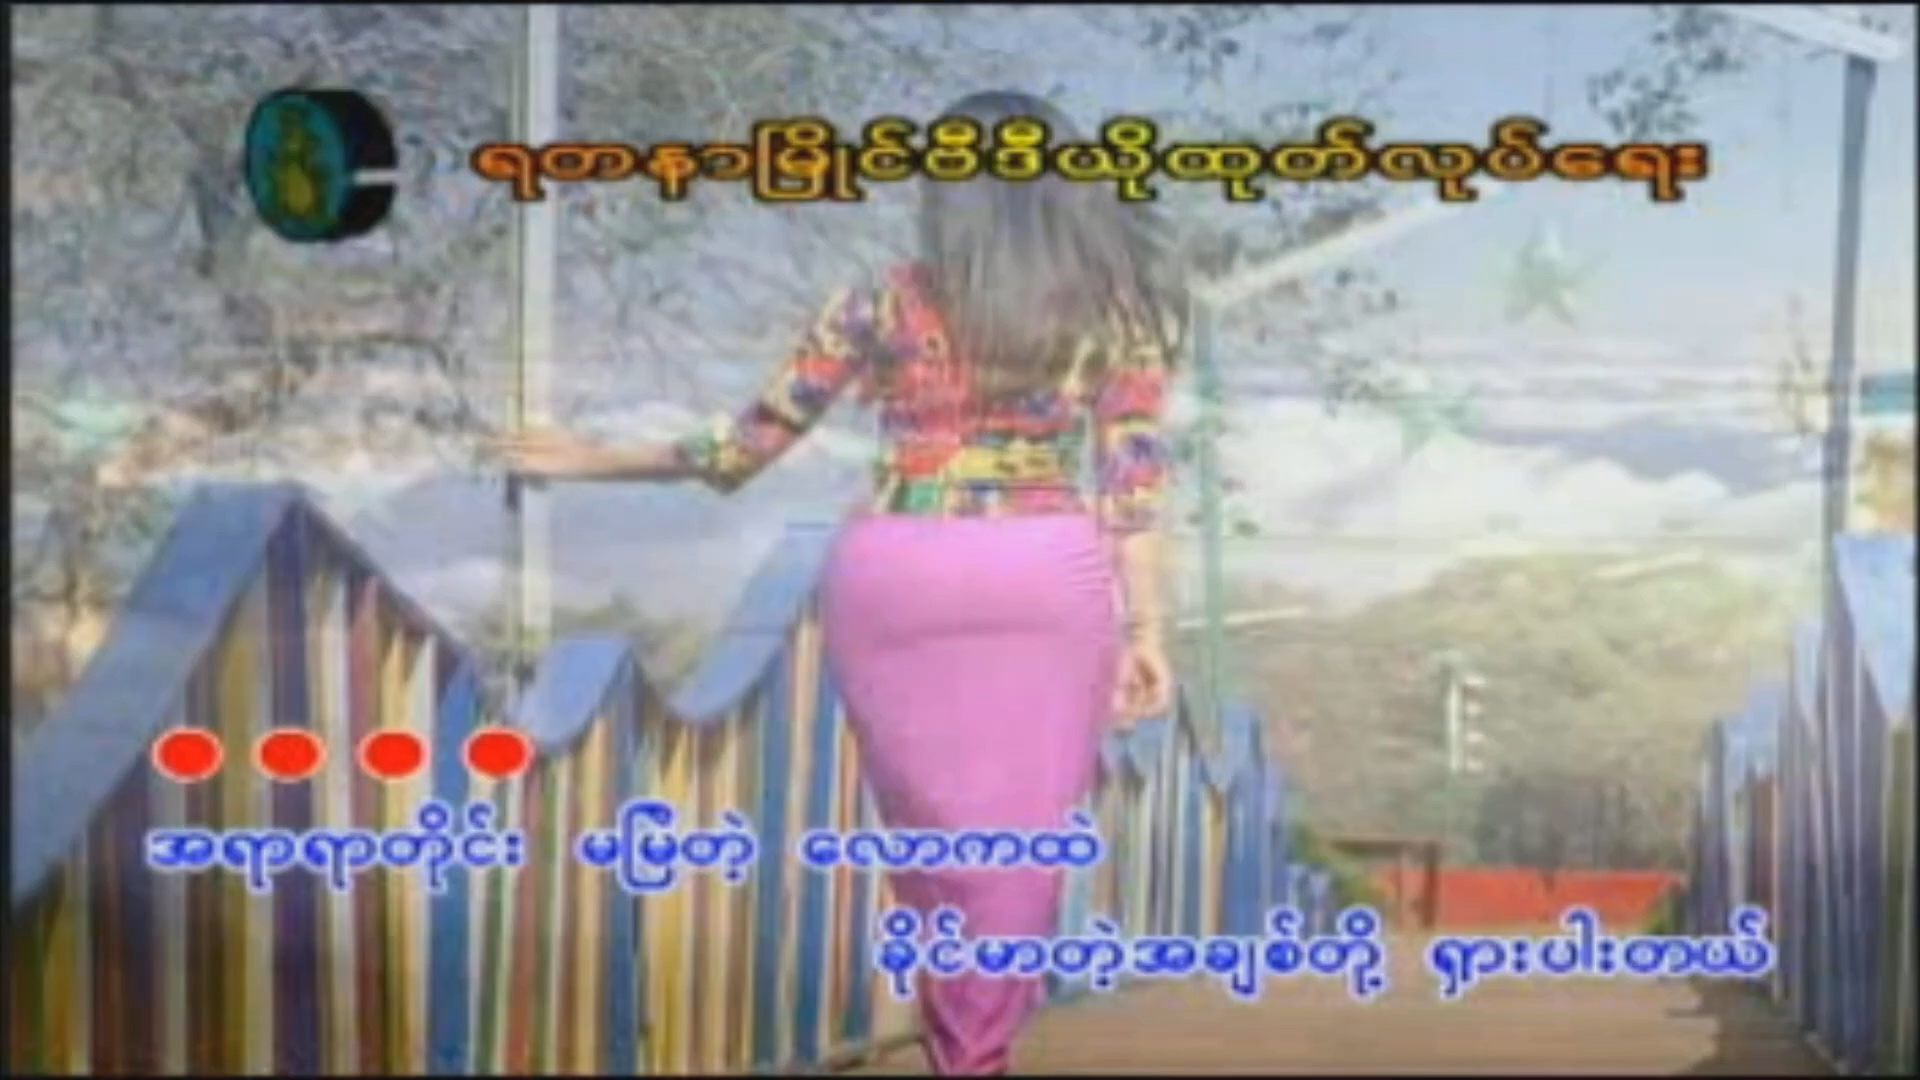 ရတနာမြိုင်ဗီဒီယိုထုတ်လုပ်ရေး
အရာရာတိုင်း မမြဲတဲ့ လောကထဲ
ခိုင်မာတဲ့အချစ်တို့ ရှားပါးတယ်